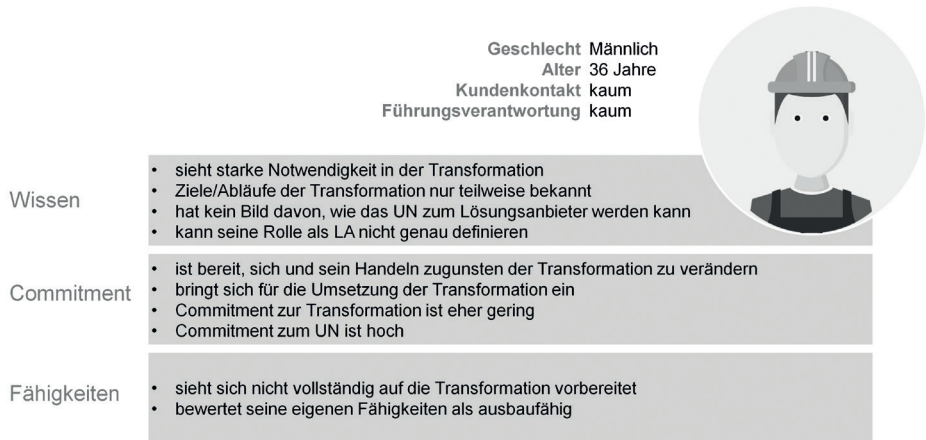 Geschlecht Männlich
Alter 36 Jahre
Kundenkontakt kaum
Führungsverantwortung kaum
Wissen
• sieht starke Notwendigkeit in der Transformation
• Ziele/Abläufe der Transformation nur teilweise bekannt
• hat kein Bild davon, wie das UN zum Lösungsanbieter werden kann
• kann seine Rolle als LA nicht genau definieren
Commitment
• ist bereit, sich und sein Handeln zugunsten der Transformation zu verändern
• bringt sich für die Umsetzung der Transformation ein
• Commitment zur Transformation ist eher gering
• Commitment zum UN ist hoch
Fähigkeiten
• sieht sich nicht vollständig auf die Transformation vorbereitet
• bewertet seine eigenen Fähigkeiten als ausbaufähig